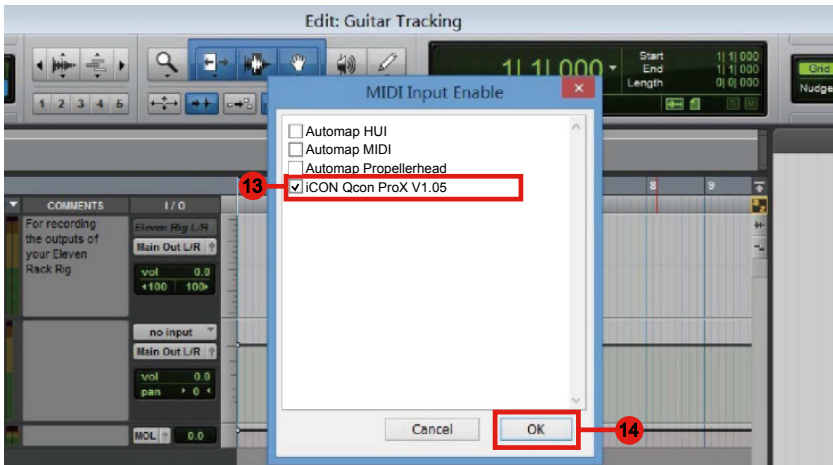 Edit: Guitar Tracking
1| 1| 000
Start 1| 1| 000
End 1| 1| 000
Length 0| 0| 000
Grid
Nudge
1 2 3 4 5
MIDI Input Enable
Automap HUI
Automap MIDI
Automap Propellerhead
13
iCON Qcon ProX V1.05
8 9
COMMENTS I / O
For recording
the outputs of
your Eleven
Rack Rig
Eleven Rig L/R
Main Out L/R
vol 0.0
100 100
no input
Main Out L/R
vol 0.0
pan 0
MOL 0.0
Cancel OK
14